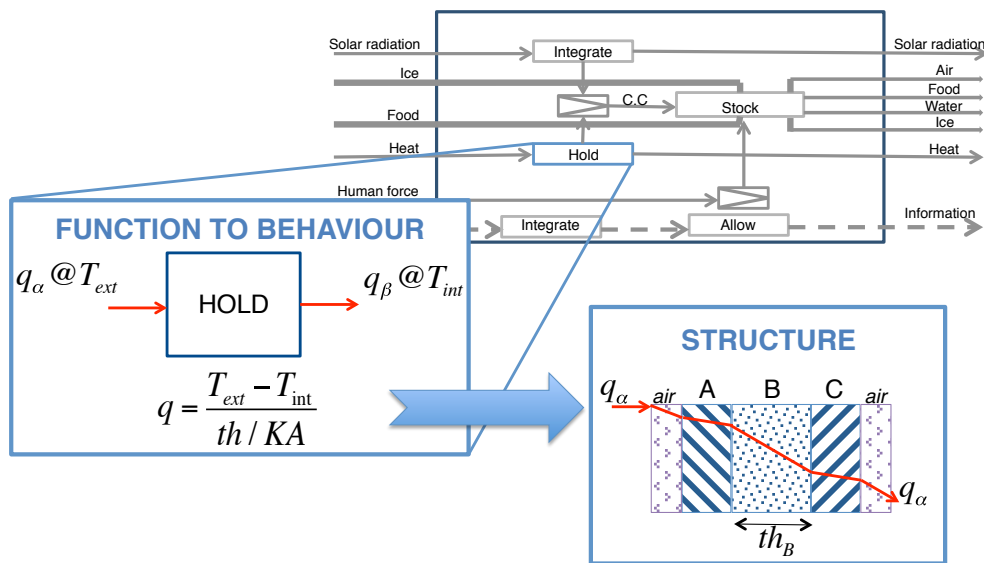 Solar radiation
Integrate
Solar radiation
Ice
Air
C.C
Stock
Food
Food
Water
Ice
Heat
Hold
Heat
Human force
Integrate
Allow
Information
FUNCTION TO BEHAVIOUR
qα @Text
HOLD
qβ @Tint
q = Text − Tint
th / KA
STRUCTURE
qα
air
A
B
C
air
qα
thB